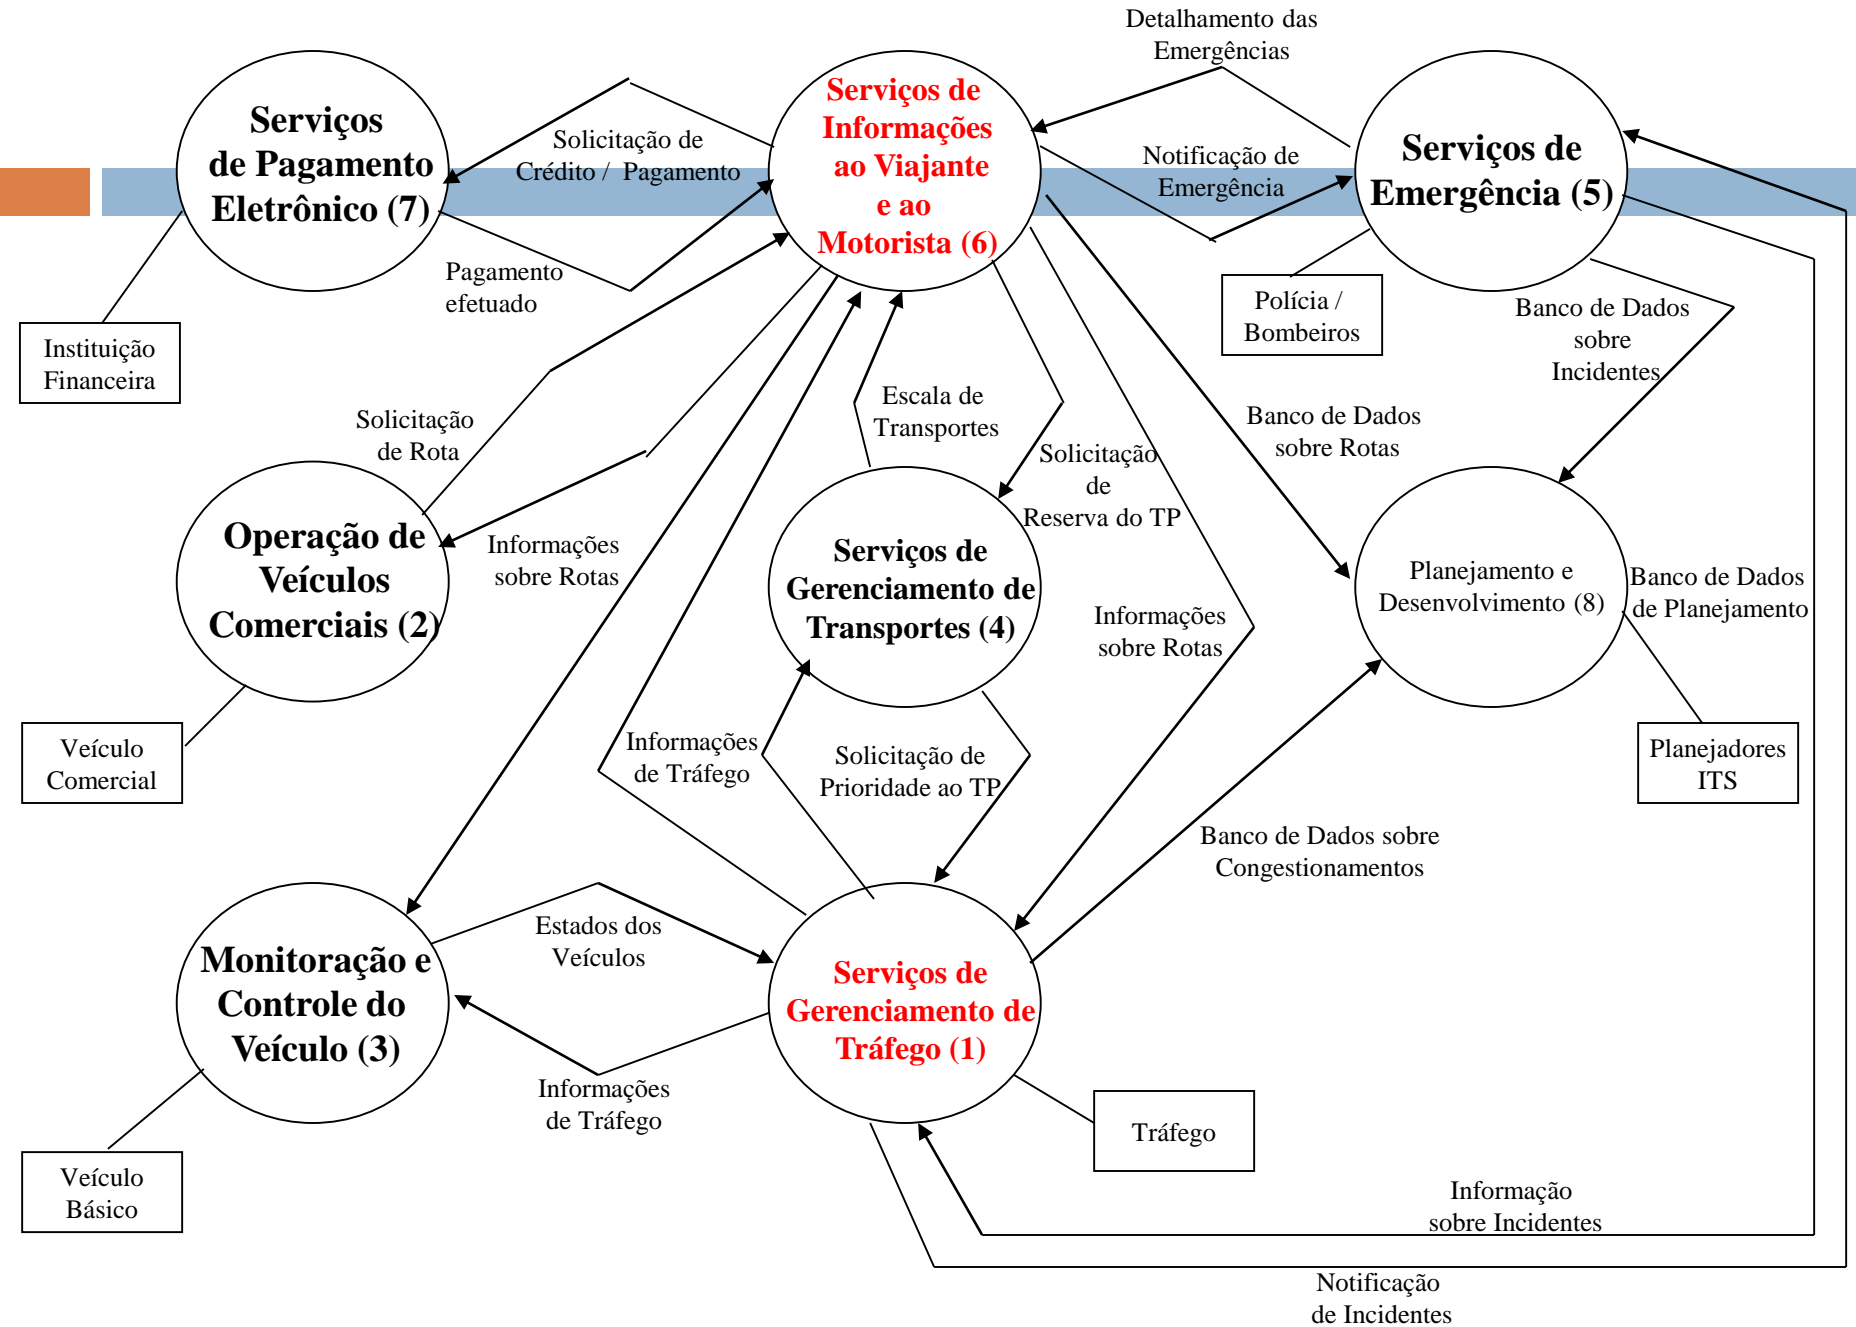 Detalhamento das
Emergências
Serviços
de Pagamento
Eletrônico (7)
Solicitação de
Crédito / Pagamento
Serviços de
Informações
ao Viajante
e ao
Motorista (6)
Notificação de
Emergência
Serviços de
Emergência (5)
Pagamento
efetuado
Instituição
Financeira
Polícia /
Bombeiros
Banco de Dados
sobre
Incidentes
Solicitação
de Rota
Escala de
Transportes
Solicitação
de
Reserva do TP
Banco de Dados
sobre Rotas
Operação de
Veículos
Comerciais (2)
Informações
sobre Rotas
Serviços de
Gerenciamento de
Transportes (4)
Informações
sobre Rotas
Planejamento e
Desenvolvimento (8)
Banco de Dados
de Planejamento
Veículo
Comercial
Informações
de Tráfego
Solicitação de
Prioridade ao TP
Planejadores
ITS
Banco de Dados sobre
Congestionamentos
Monitoração e
Controle do
Veículo (3)
Estados dos
Veículos
Serviços de
Gerenciamento de
Tráfego (1)
Informações
de Tráfego
Tráfego
Veículo
Básico
Informação
sobre Incidentes
Notificação
de Incidentes